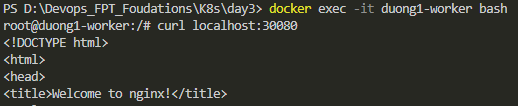 PS D:\Devops_FPT_Foudations\K8s\day3> docker exec -it duong1-worker bash
root@duong1-worker:/# curl localhost:30080
<!DOCTYPE html>
<html>
<head>
<title>Welcome to nginx!</title>